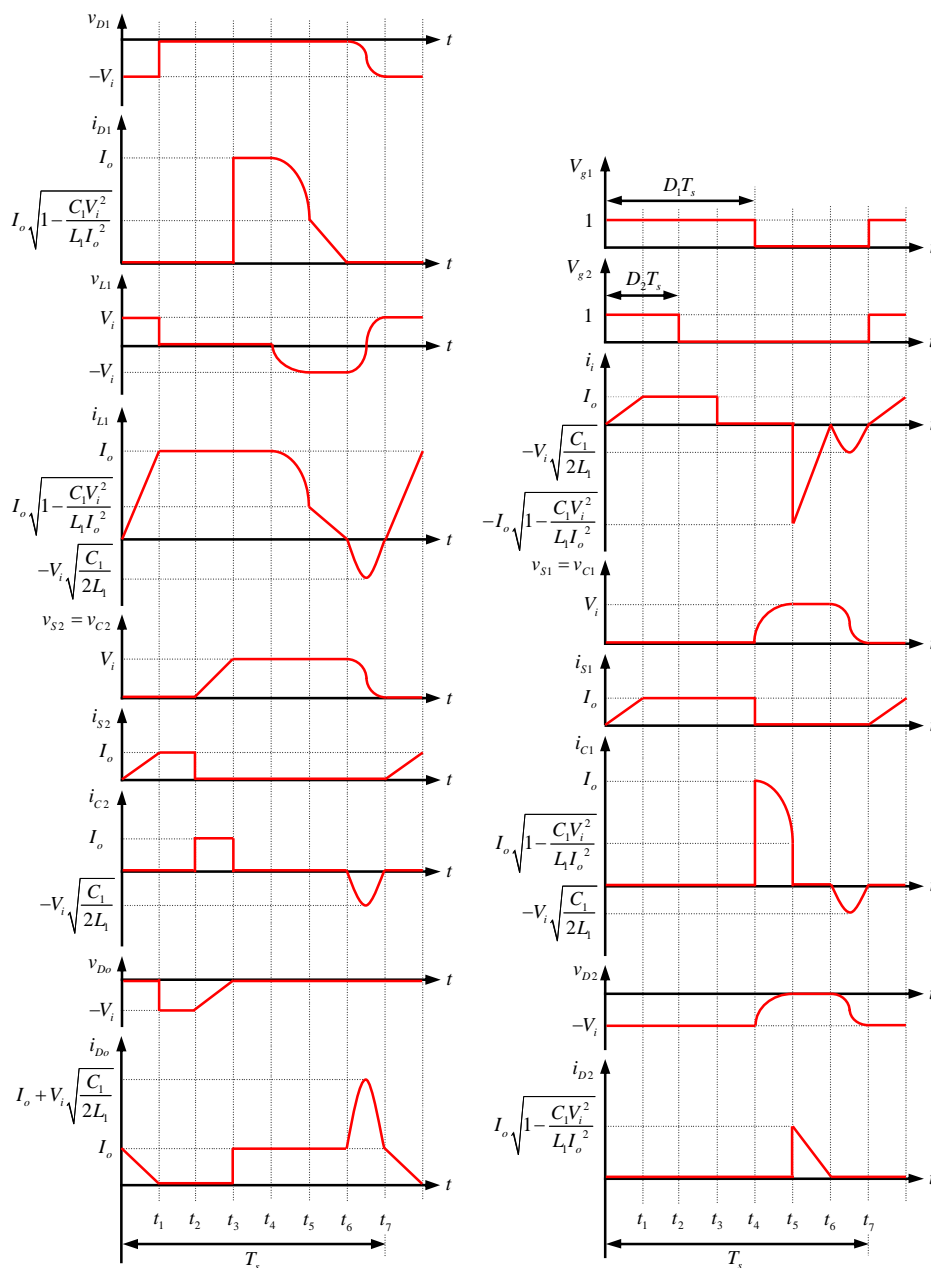 v_{D1}
t
−V_i
i_{D1}
I_o
I_o\sqrt{1-\frac{C_1V_i^2}{L_1I_o^2}}
t
v_{L1}
V_i
t
−V_i
i_{L1}
I_o
I_o\sqrt{1-\frac{C_1V_i^2}{L_1I_o^2}}
t
−V_i\sqrt{\frac{C_1}{2L_1}}
v_{S2} = v_{C2}
V_i
t
i_{S2}
I_o
t
i_{C2}
I_o
t
−V_i\sqrt{\frac{C_1}{2L_1}}
v_{Do}
t
−V_i
i_{Do}
I_o + V_i\sqrt{\frac{C_1}{2L_1}}
I_o
t
t_1 t_2 t_3 t_4 t_5 t_6 t_7
T_s
V_{g1}
D_1T_s
1
V_{g2}
D_2T_s
1
i_i
I_o
−V_i\sqrt{\frac{C_1}{2L_1}}
−I_o\sqrt{1-\frac{C_1V_i^2}{L_1I_o^2}}
v_{S1} = v_{C1}
V_i
i_{S1}
I_o
i_{C1}
I_o
I_o\sqrt{1-\frac{C_1V_i^2}{L_1I_o^2}}
−V_i\sqrt{\frac{C_1}{2L_1}}
v_{D2}
−V_i
i_{D2}
I_o\sqrt{1-\frac{C_1V_i^2}{L_1I_o^2}}
t_1 t_2 t_3 t_4 t_5 t_6 t_7
T_s